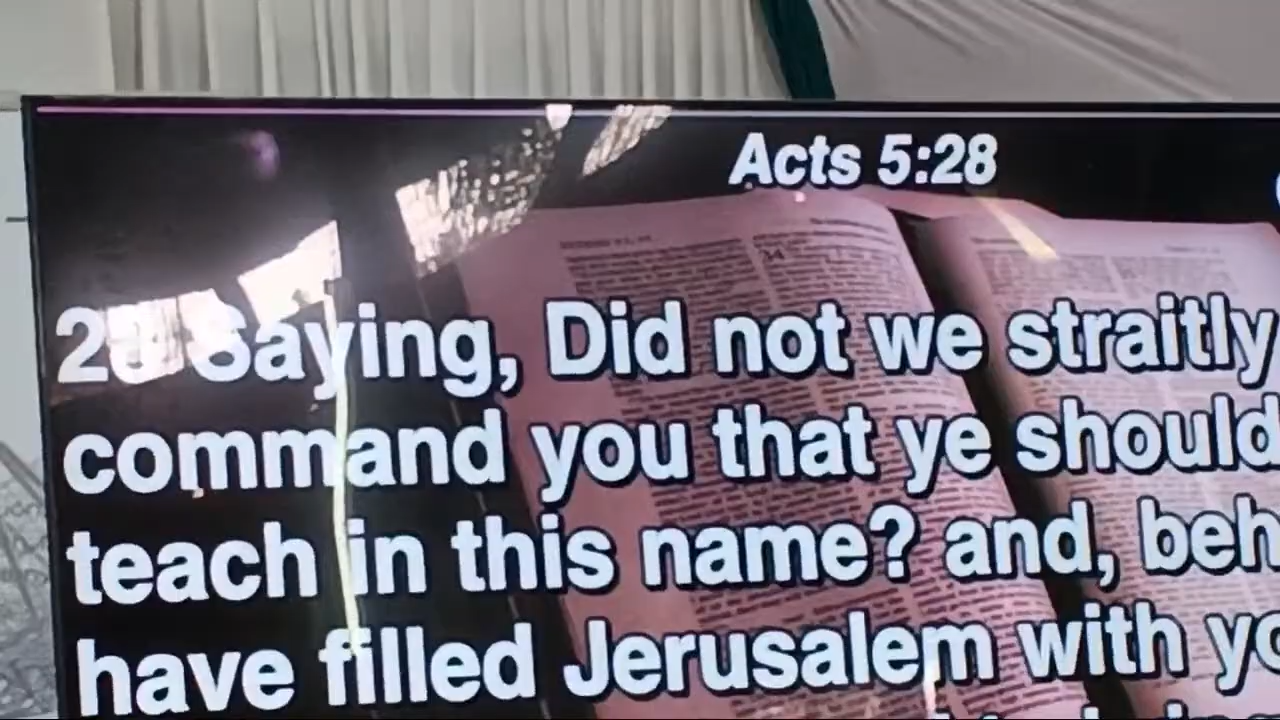 Acts 5:28
28 Saying, Did not we straitly
command you that ye should
teach in this name? and, beh
have filled Jerusalem with yo